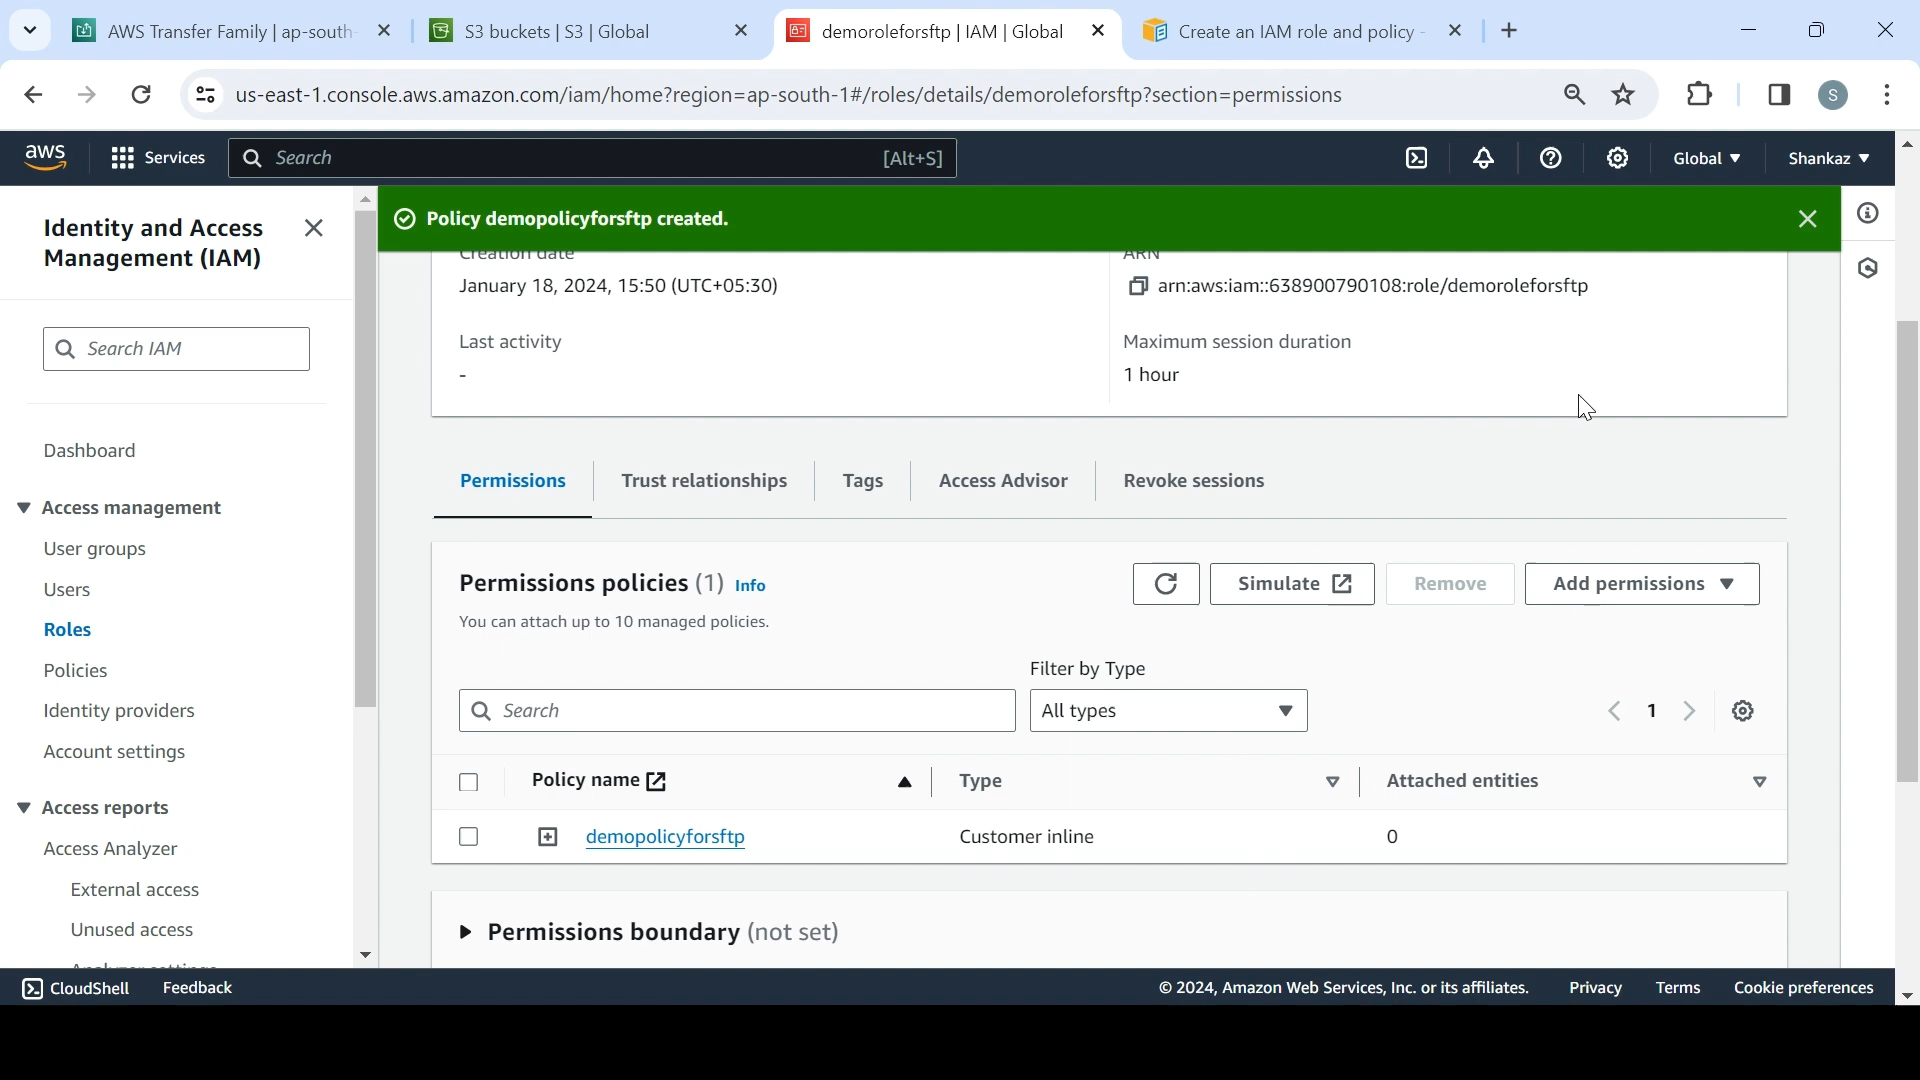 AWS Transfer Family | ap-south-
S3 buckets | S3 | Global
demoroleforsftp | IAM | Global
Create an IAM role and policy -
us-east-1.console.aws.amazon.com/iam/home?region=ap-south-1#/roles/details/demoroleforsftp?section=permissions
S
aws
Services
Search
[Alt+S]
Global
Shankaz
Identity and Access
Management (IAM)
Search IAM
Dashboard
Access management
User groups
Users
Roles
Policies
Identity providers
Account settings
Access reports
Access Analyzer
External access
Unused access
Analyzer settings
Policy demopolicyforsftp created.
Creation date
January 18, 2024, 15:50 (UTC+05:30)
ARN
arn:aws:iam::638900790108:role/demoroleforsftp
Last activity
-
Maximum session duration
1 hour
Permissions
Trust relationships
Tags
Access Advisor
Revoke sessions
Permissions policies (1) Info
You can attach up to 10 managed policies.
Simulate
Remove
Add permissions
Filter by Type
Search
All types
1
Policy name
Type
Attached entities
demopolicyforsftp
Customer inline
0
Permissions boundary (not set)
CloudShell
Feedback
© 2024, Amazon Web Services, Inc. or its affiliates.
Privacy
Terms
Cookie preferences